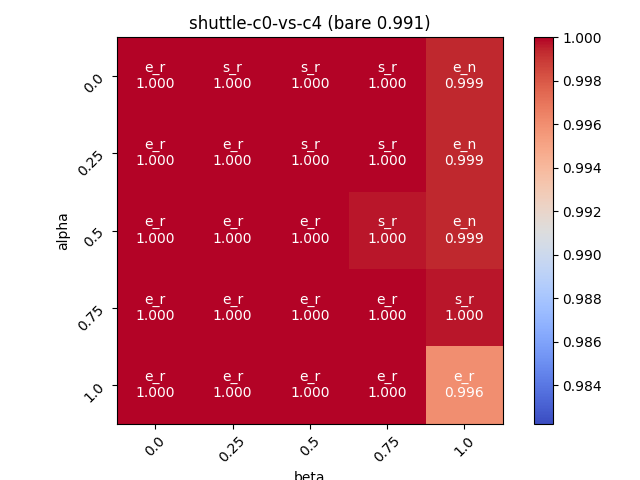 shuttle-c0-vs-c4 (bare 0.991)
e_r s_r s_r s_r e_n
1.000 1.000 1.000 1.000 0.999
e_r e_r s_r s_r e_n
1.000 1.000 1.000 1.000 0.999
e_r e_r e_r s_r e_n
1.000 1.000 1.000 1.000 0.999
e_r e_r e_r e_r s_r
1.000 1.000 1.000 1.000 1.000
e_r e_r e_r e_r e_r
1.000 1.000 1.000 1.000 0.996
0.0
0.25
0.5
0.75
1.0
alpha
0.0 0.25 0.5 0.75 1.0
beta
1.000
0.998
0.996
0.994
0.992
0.990
0.988
0.986
0.984